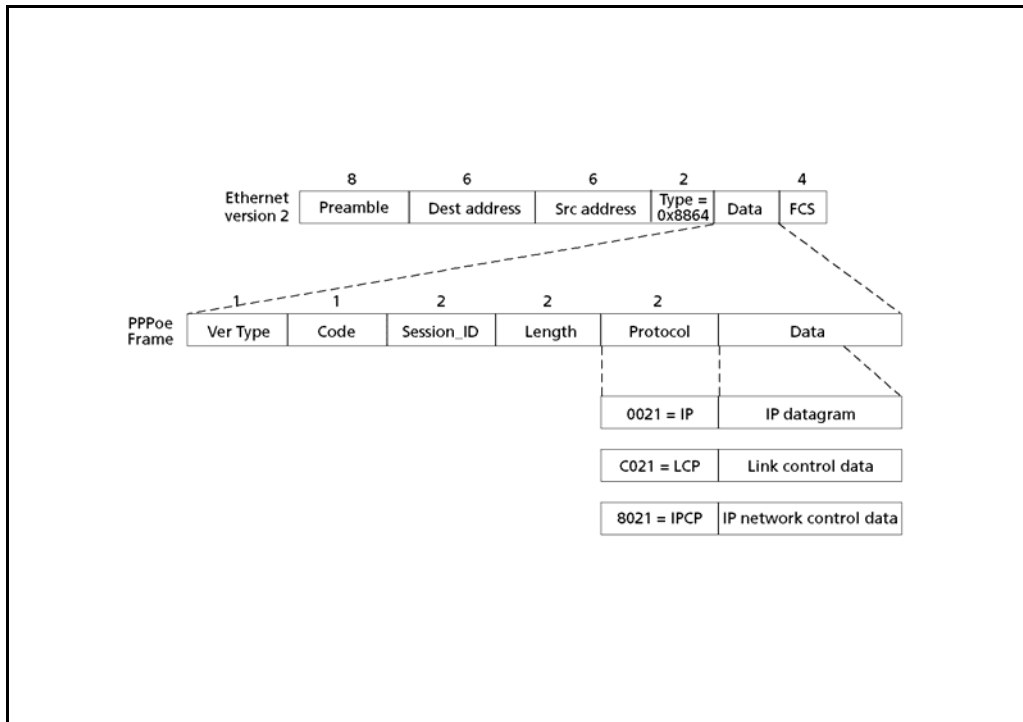 8 6 6 2 4
Ethernet
version 2
Preamble Dest address Src address Type =
0x8864 Data FCS
1 1 2 2 2
PPPoe
Frame
Ver Type Code Session_ID Length Protocol Data
0021 = IP IP datagram
C021 = LCP Link control data
8021 = IPCP IP network control data